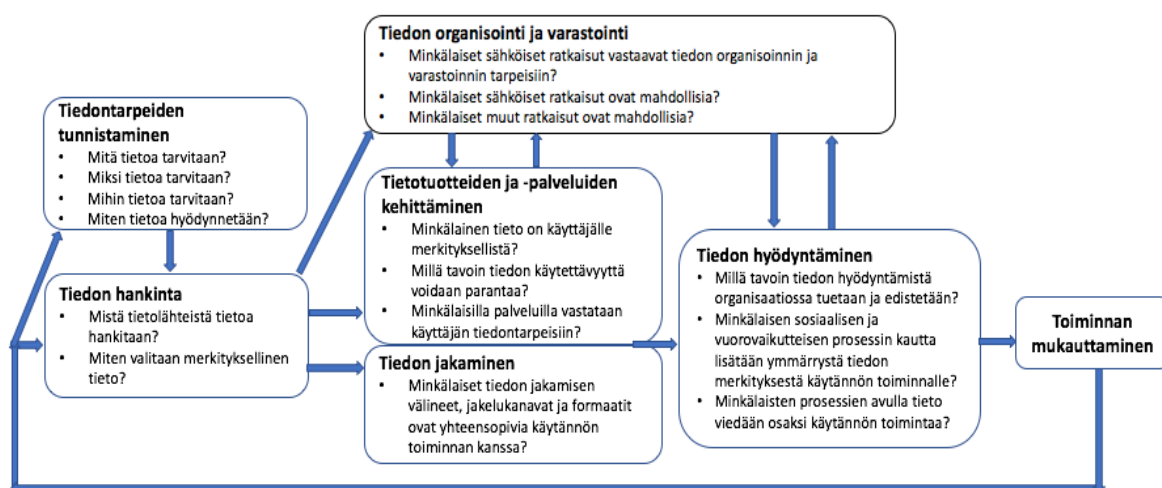 Tiedon organisointi ja varastointi
• Minkälaiset sähköiset ratkaisut vastaavat tiedon organisoinnin ja
varastoinnin tarpeisiin?
• Minkälaiset sähköiset ratkaisut ovat mahdollisia?
• Minkälaiset muut ratkaisut ovat mahdollisia?
Tiedontarpeiden
tunnistaminen
• Mitä tietoa tarvitaan?
• Miksi tietoa tarvitaan?
• Mihin tietoa tarvitaan?
• Miten tietoa hyödynnetään?
Tiedon hankinta
• Mistä tietolähteistä tietoa
hankitaan?
• Miten valitaan merkityksellinen
tieto?
Tietotuotteiden ja -palveluiden
kehittäminen
• Minkälainen tieto on käyttäjälle
merkityksellistä?
• Millä tavoin tiedon käytettävyyttä
voidaan parantaa?
• Minkälaisilla palveluilla vastataan
käyttäjän tiedontarpeisiin?
Tiedon jakaminen
• Minkälaiset tiedon jakamisen
välineet, jakelukanavat ja formaatit
ovat yhteensopivia käytännön
toiminnan kanssa?
Tiedon hyödyntäminen
• Millä tavoin tiedon hyödyntämistä
organisaatiossa tuetaan ja edistetään?
• Minkälaisen sosiaalisen ja
vuorovaikutteisen prosessin kautta
lisätään ymmärrystä tiedon
merkityksestä käytännön toiminnalle?
• Minkälaisten prosessien avulla tieto
viedään osaksi käytännön toimintaa?
Toiminnan
mukauttaminen